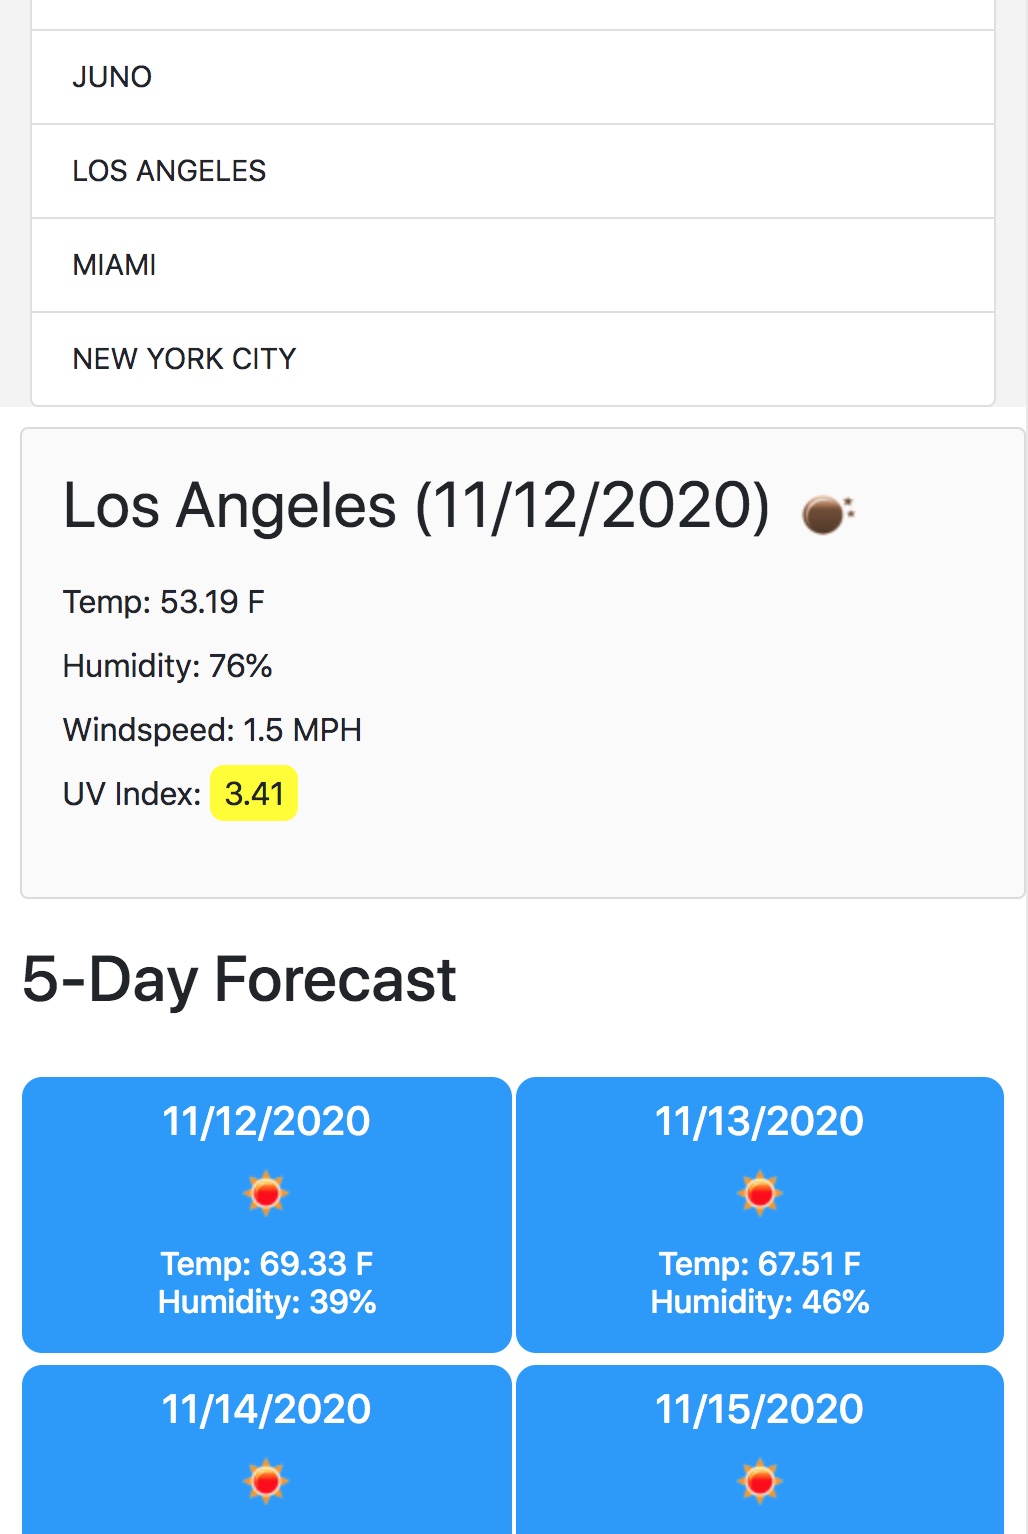 JUNO
LOS ANGELES
MIAMI
NEW YORK CITY
Los Angeles (11/12/2020)
Temp: 53.19 F
Humidity: 76%
Windspeed: 1.5 MPH
UV Index: 3.41
5-Day Forecast
11/12/2020
Temp: 69.33 F
Humidity: 39%
11/13/2020
Temp: 67.51 F
Humidity: 46%
11/14/2020
11/15/2020